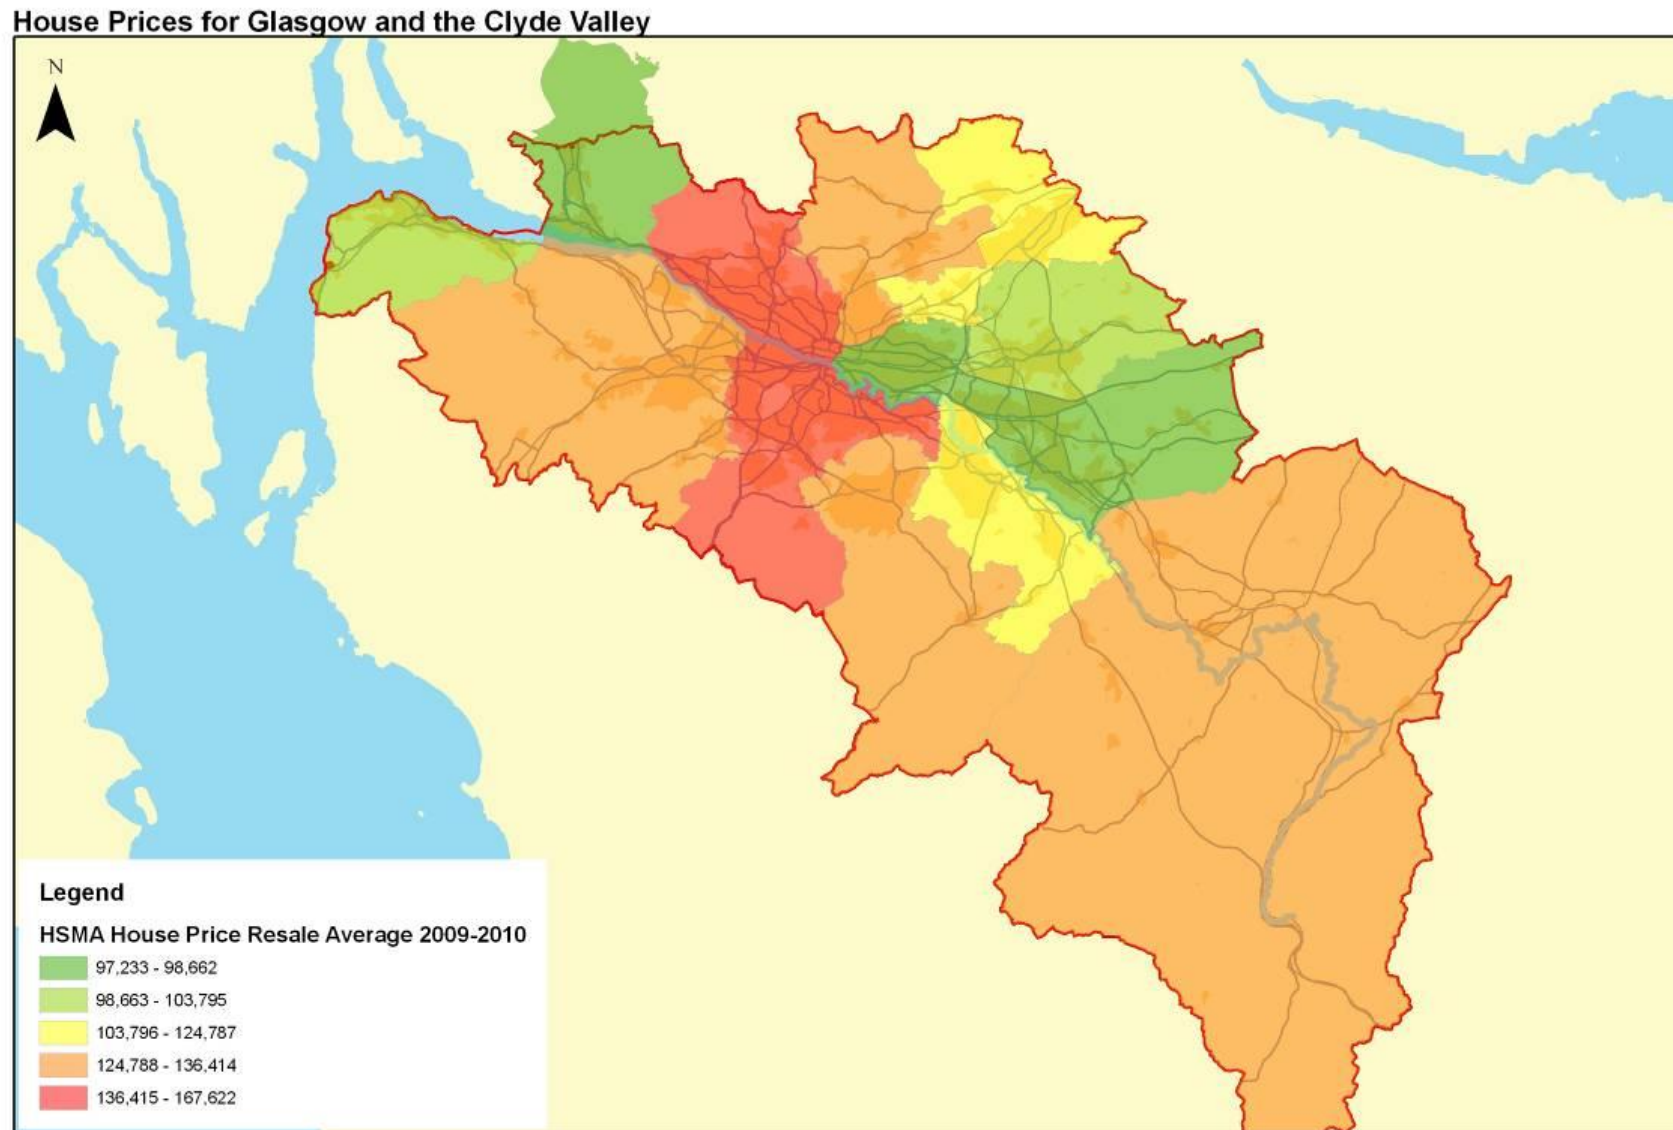 House Prices for Glasgow and the Clyde Valley
N
Legend
HSMA House Price Resale Average 2009-2010
97,233 - 98,662
98,663 - 103,795
103,796 - 124,787
124,788 - 136,414
136,415 - 167,622